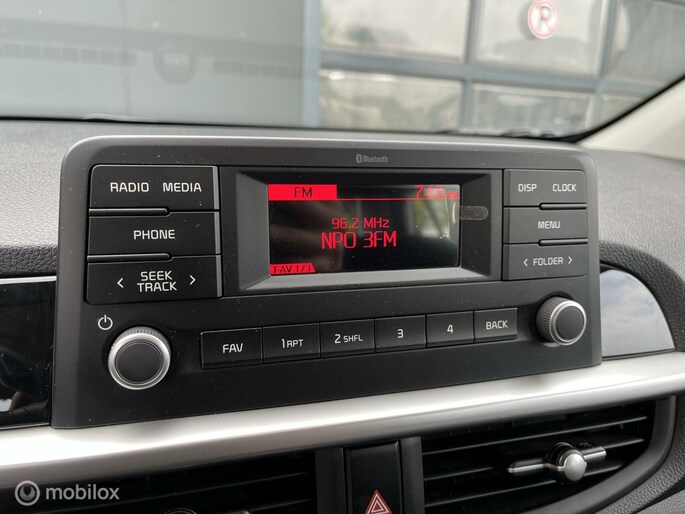 Bluetooth
RADIO MEDIA
PHONE
< SEEK >
TRACK
FM
96.2 MHz
NPO 3FM
FAV 1/3
DISP CLOCK
MENU
< FOLDER >
FAV
1 RPT
2 SHFL
3
4
BACK
mobilox